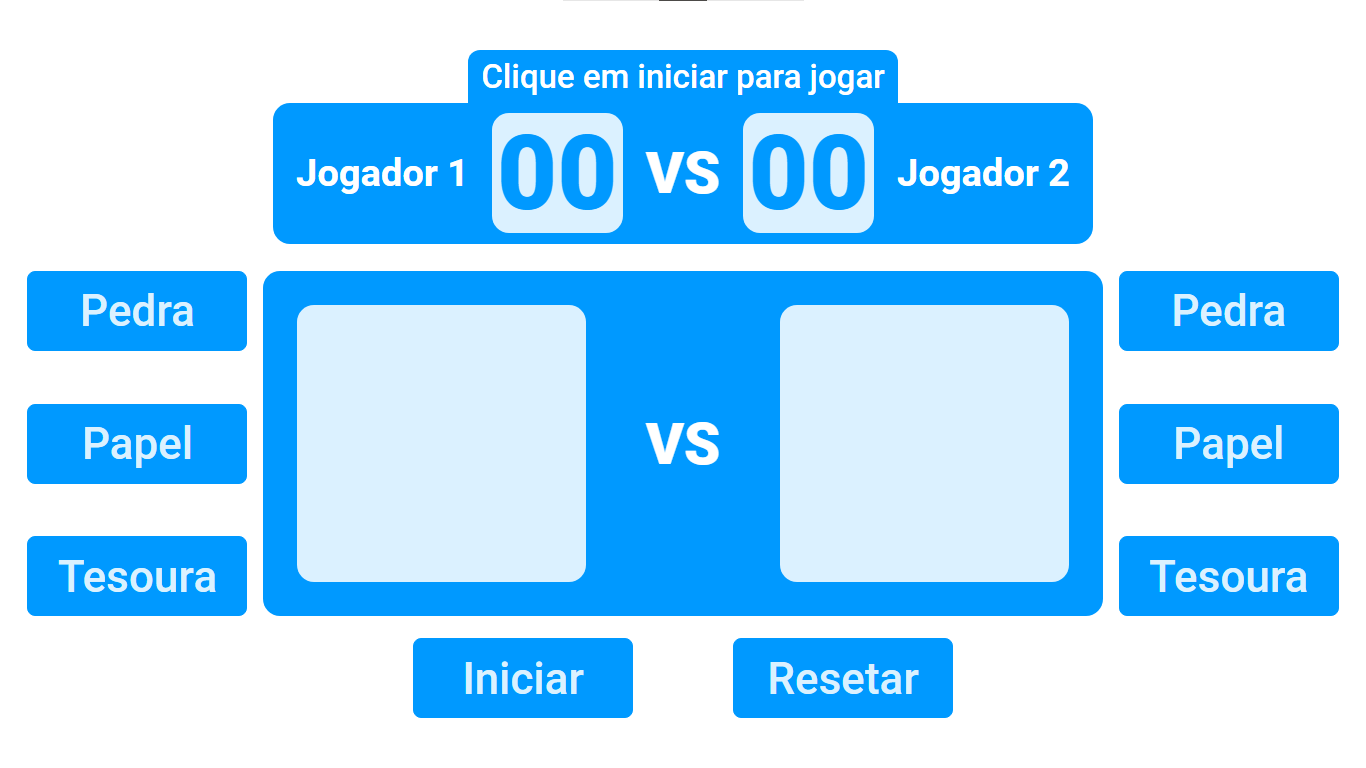 Clique em iniciar para jogar
Jogador 1 00 VS 00 Jogador 2
Pedra Pedra
Papel VS Papel
Tesoura Tesoura
Iniciar Resetar